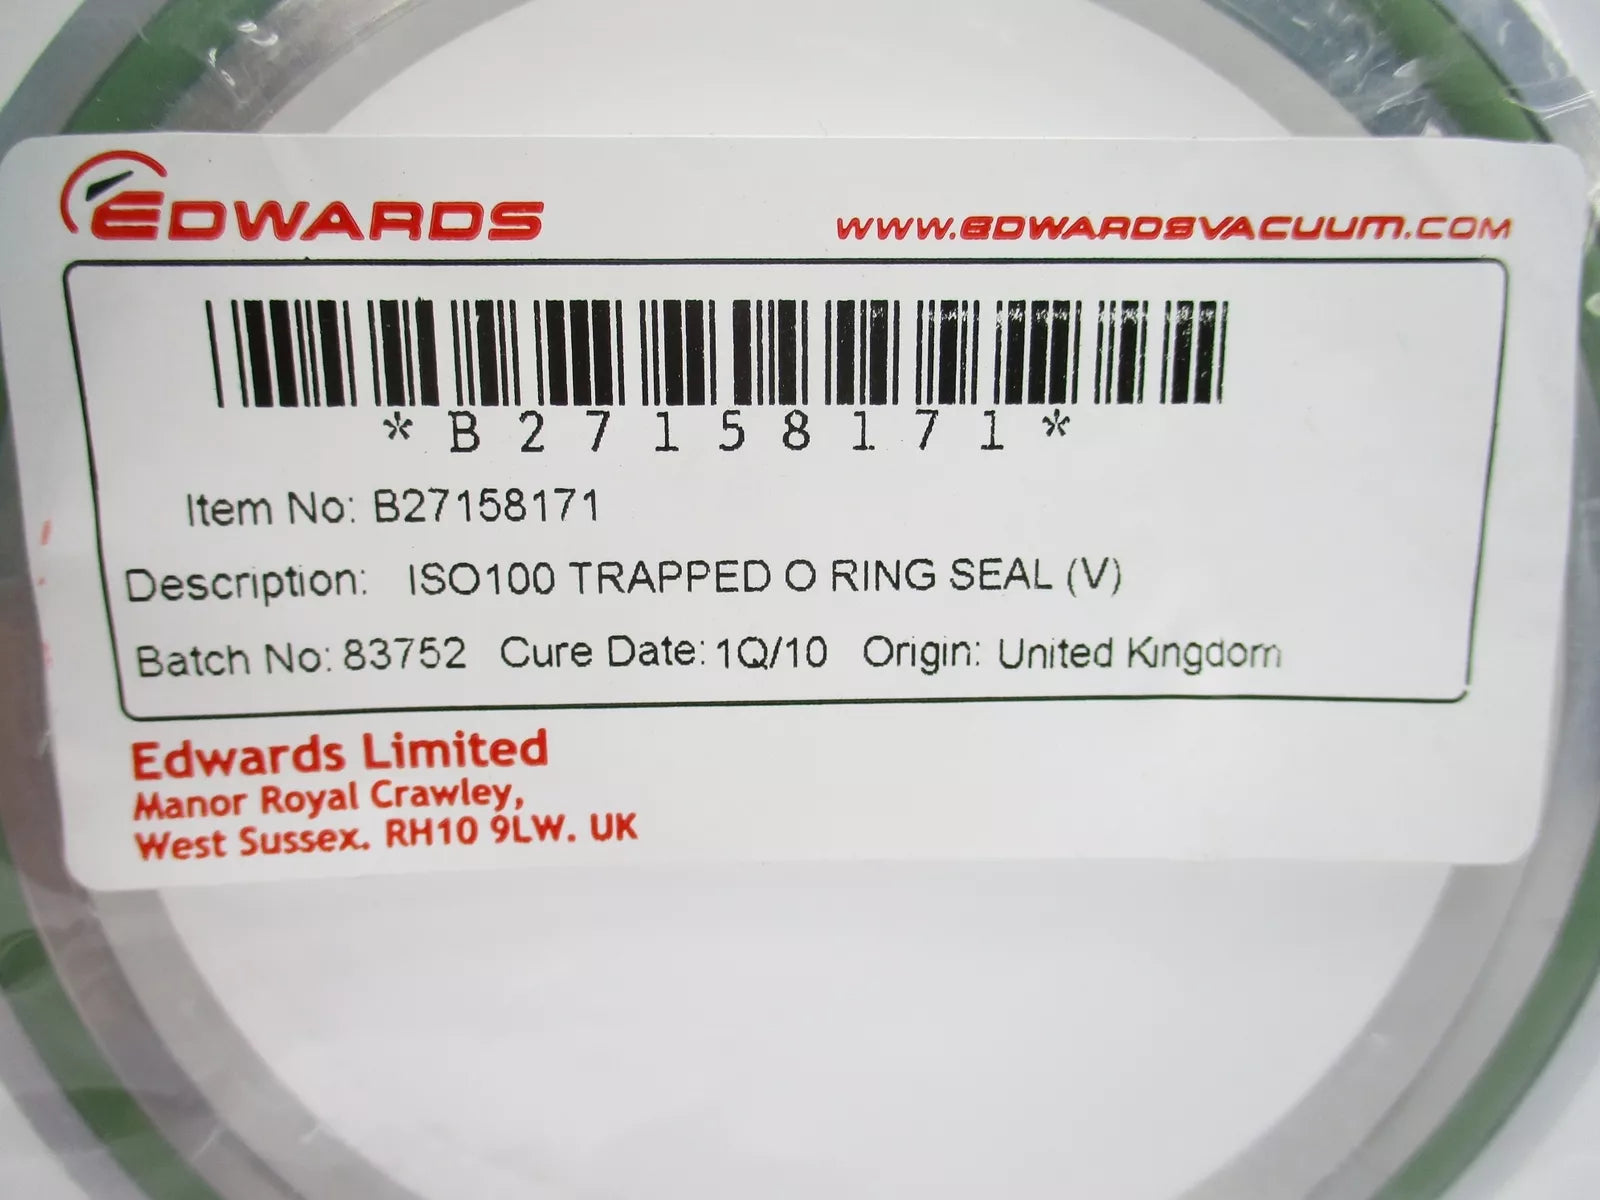 EDWARDS
WWW.EDWARDSVACUUM.COM
*B27158171*
Item No: B27158171
Description: ISO100 TRAPPED O RING SEAL (V)
Batch No: 83752 Cure Date: 1Q/10 Origin: United Kingdom
Edwards Limited
Manor Royal Crawley,
West Sussex. RH10 9LW. UK